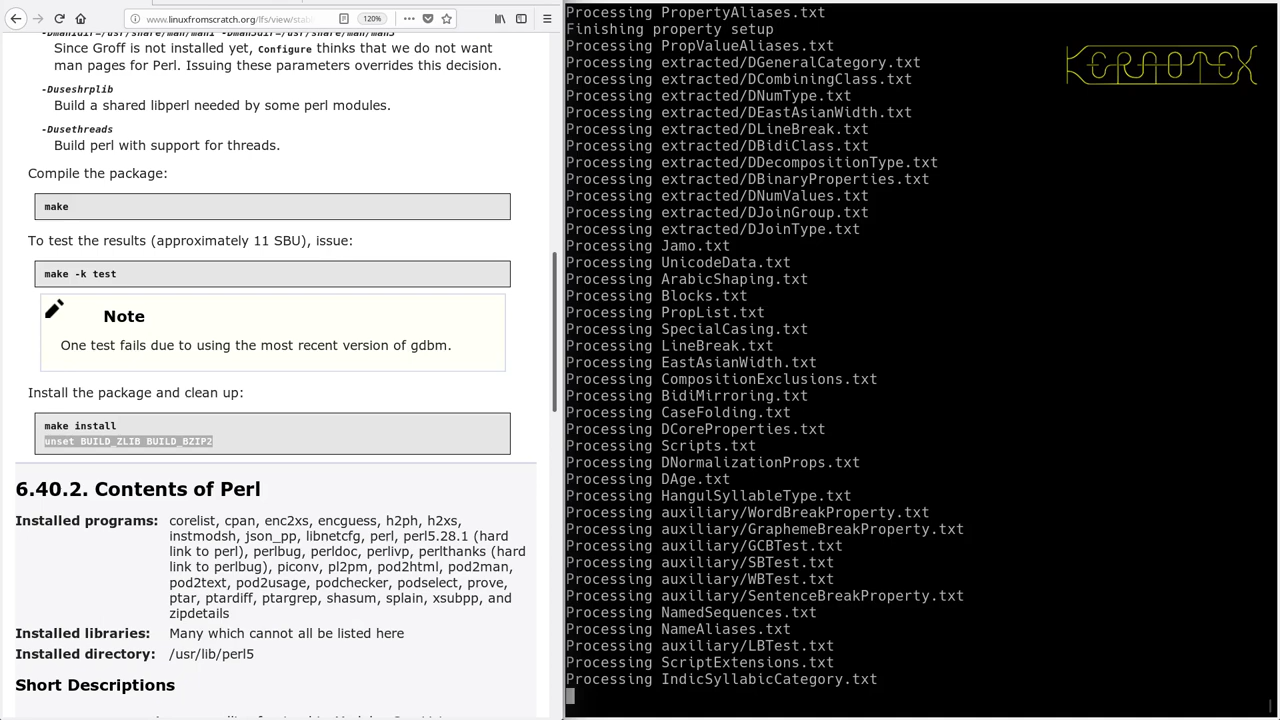 www.linuxfromscratch.org/lfs/view/stab
120%
-Dman1dir=/usr/share/man/man1 -Dman3dir=/usr/share/man/man3
Since Groff is not installed yet, Configure thinks that we do not want
man pages for Perl. Issuing these parameters overrides this decision.
-Duseshrplib
Build a shared libperl needed by some perl modules.
-Dusethreads
Build perl with support for threads.
Compile the package:
make
To test the results (approximately 11 SBU), issue:
make -k test
Note
One test fails due to using the most recent version of gdbm.
Install the package and clean up:
make install
unset BUILD_ZLIB BUILD_BZIP2
6.40.2. Contents of Perl
Installed programs: corelist, cpan, enc2xs, encguess, h2ph, h2xs,
instmodsh, json_pp, libnetcfg, perl, perl5.28.1 (hard
link to perl), perlbug, perldoc, perlivp, perlthanks (hard
link to perlbug), piconv, pl2pm, pod2html, pod2man,
pod2text, pod2usage, podchecker, podselect, prove,
ptar, ptardiff, ptargrep, shasum, splain, xsubpp, and
zipdetails
Installed libraries: Many which cannot all be listed here
Installed directory: /usr/lib/perl5
Short Descriptions
Processing PropertyAliases.txt
Finishing property setup
Processing PropValueAliases.txt
Processing extracted/DGeneralCategory.txt
Processing extracted/DCombiningClass.txt
Processing extracted/DNumType.txt
Processing extracted/DEastAsianWidth.txt
Processing extracted/DLineBreak.txt
Processing extracted/DBidiClass.txt
Processing extracted/DDecompositionType.txt
Processing extracted/DBinaryProperties.txt
Processing extracted/DNumValues.txt
Processing extracted/DJoinGroup.txt
Processing extracted/DJoinType.txt
Processing Jamo.txt
Processing UnicodeData.txt
Processing ArabicShaping.txt
Processing Blocks.txt
Processing PropList.txt
Processing SpecialCasing.txt
Processing LineBreak.txt
Processing EastAsianWidth.txt
Processing CompositionExclusions.txt
Processing BidiMirroring.txt
Processing CaseFolding.txt
Processing DCoreProperties.txt
Processing Scripts.txt
Processing DNormalizationProps.txt
Processing DAge.txt
Processing HangulSyllableType.txt
Processing auxiliary/WordBreakProperty.txt
Processing auxiliary/GraphemeBreakProperty.txt
Processing auxiliary/GCBTest.txt
Processing auxiliary/SBTest.txt
Processing auxiliary/WBTest.txt
Processing auxiliary/SentenceBreakProperty.txt
Processing NamedSequences.txt
Processing NameAliases.txt
Processing auxiliary/LBTest.txt
Processing ScriptExtensions.txt
Processing IndicSyllabicCategory.txt
KERNOTEX